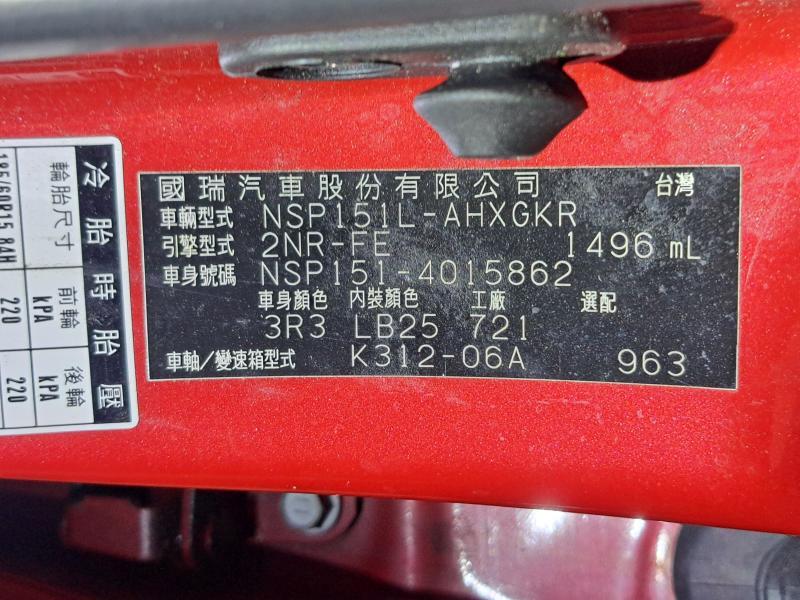 國瑞汽車股份有限公司 台灣
車輛型式 NSP151L-AHXGKR
引擎型式 2NR-FE 1496 mL
車身號碼 NSP151-4015862
車身顏色 內裝顏色 工廠 選配
3R3 LB25 721
車軸/變速箱型式 K312-06A 963
冷胎時胎壓
輪胎尺寸 前輪 後輪
kPA kPA
185/60R15 84H 220 220